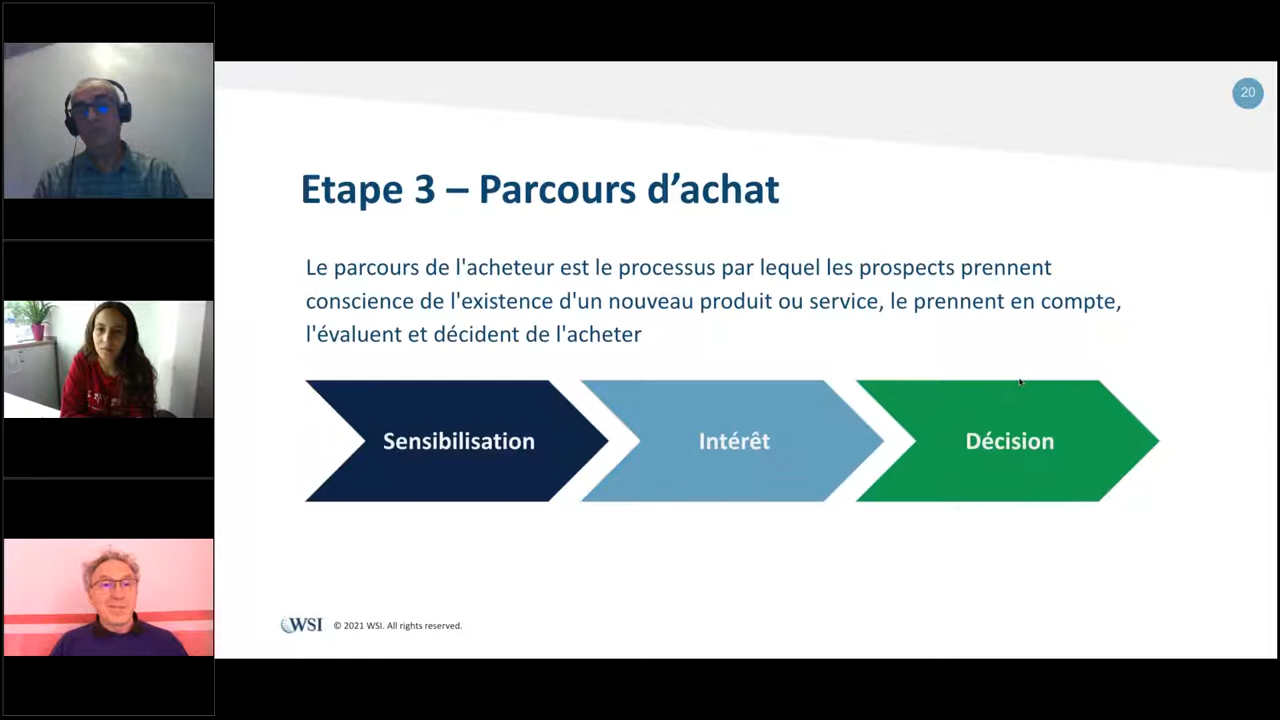 20
Etape 3 – Parcours d’achat
Le parcours de l'acheteur est le processus par lequel les prospects prennent
conscience de l'existence d'un nouveau produit ou service, le prennent en compte,
l'évaluent et décident de l'acheter
Sensibilisation
Intérêt
Décision
WSI © 2021 WSI. All rights reserved.